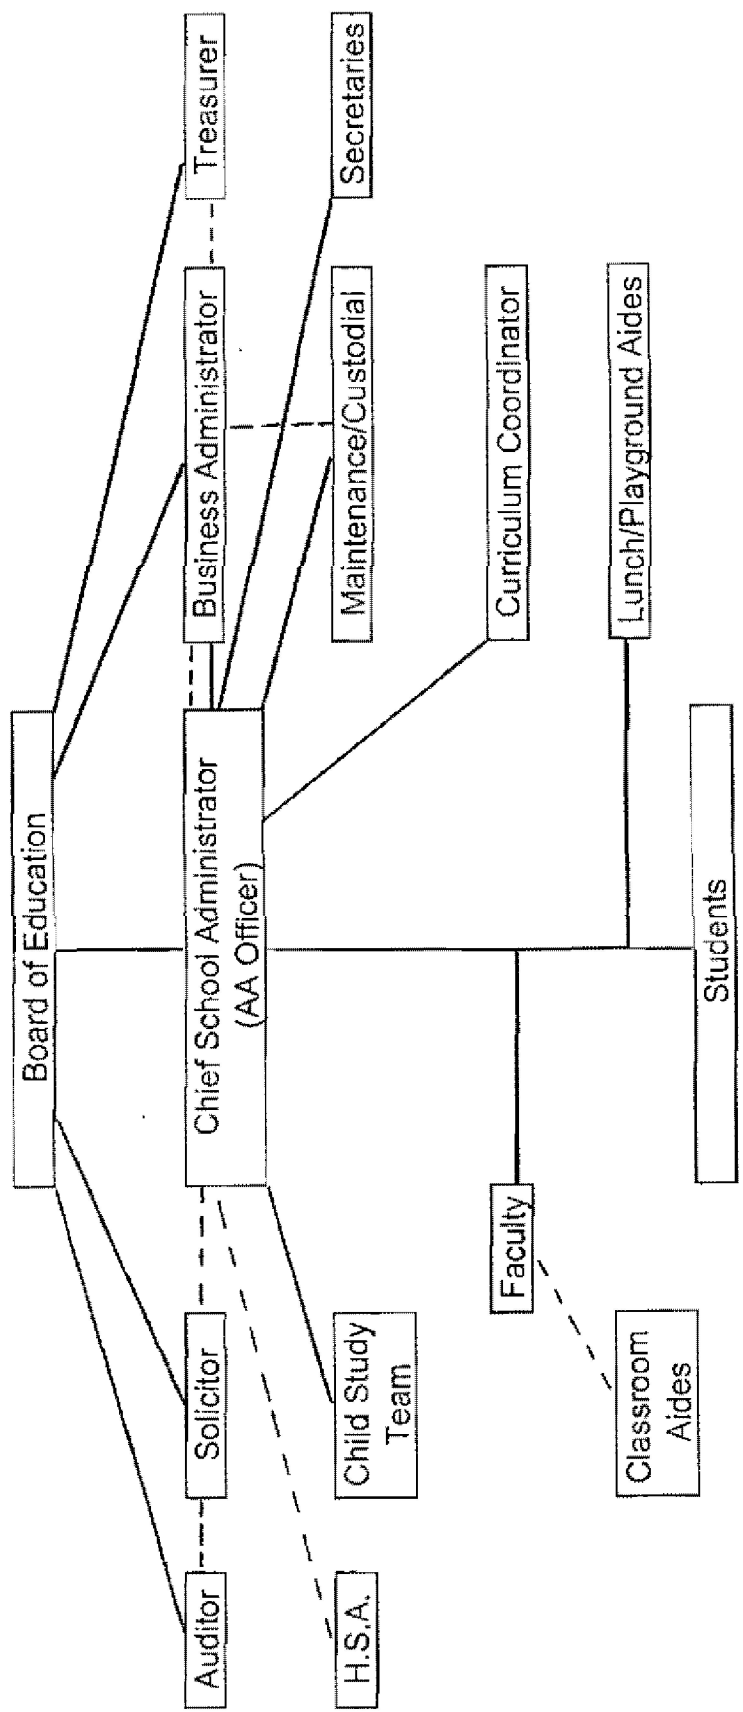 Board of Education
Auditor
Solicitor
Chief School Administrator
(AA Officer)
Business Administrator
Treasurer
H.S.A.
Child Study
Team
Maintenance/Custodial
Secretaries
Faculty
Curriculum Coordinator
Classroom
Aides
Lunch/Playground Aides
Students